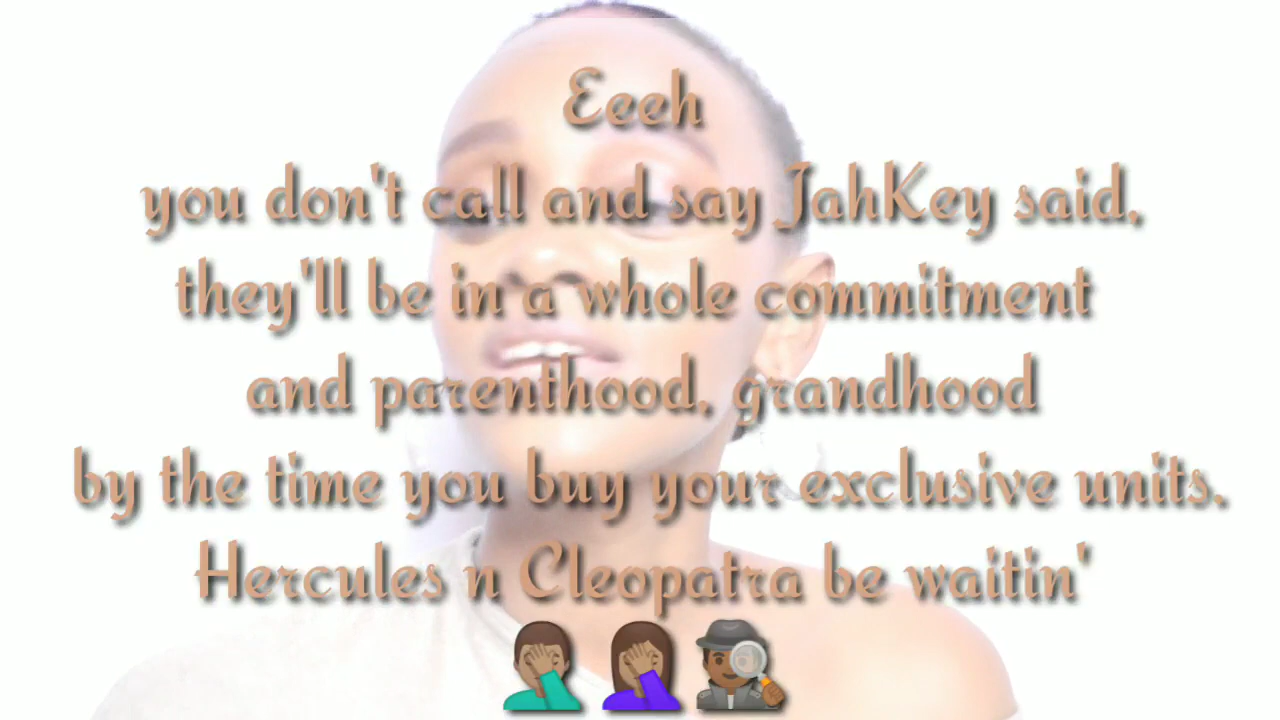 Eeeh
you don't call and say JahKey said,
they'll be in a whole commitment
and parenthood, grandhood
by the time you buy your exclusive units.
Hercules n Cleopatra be waitin'